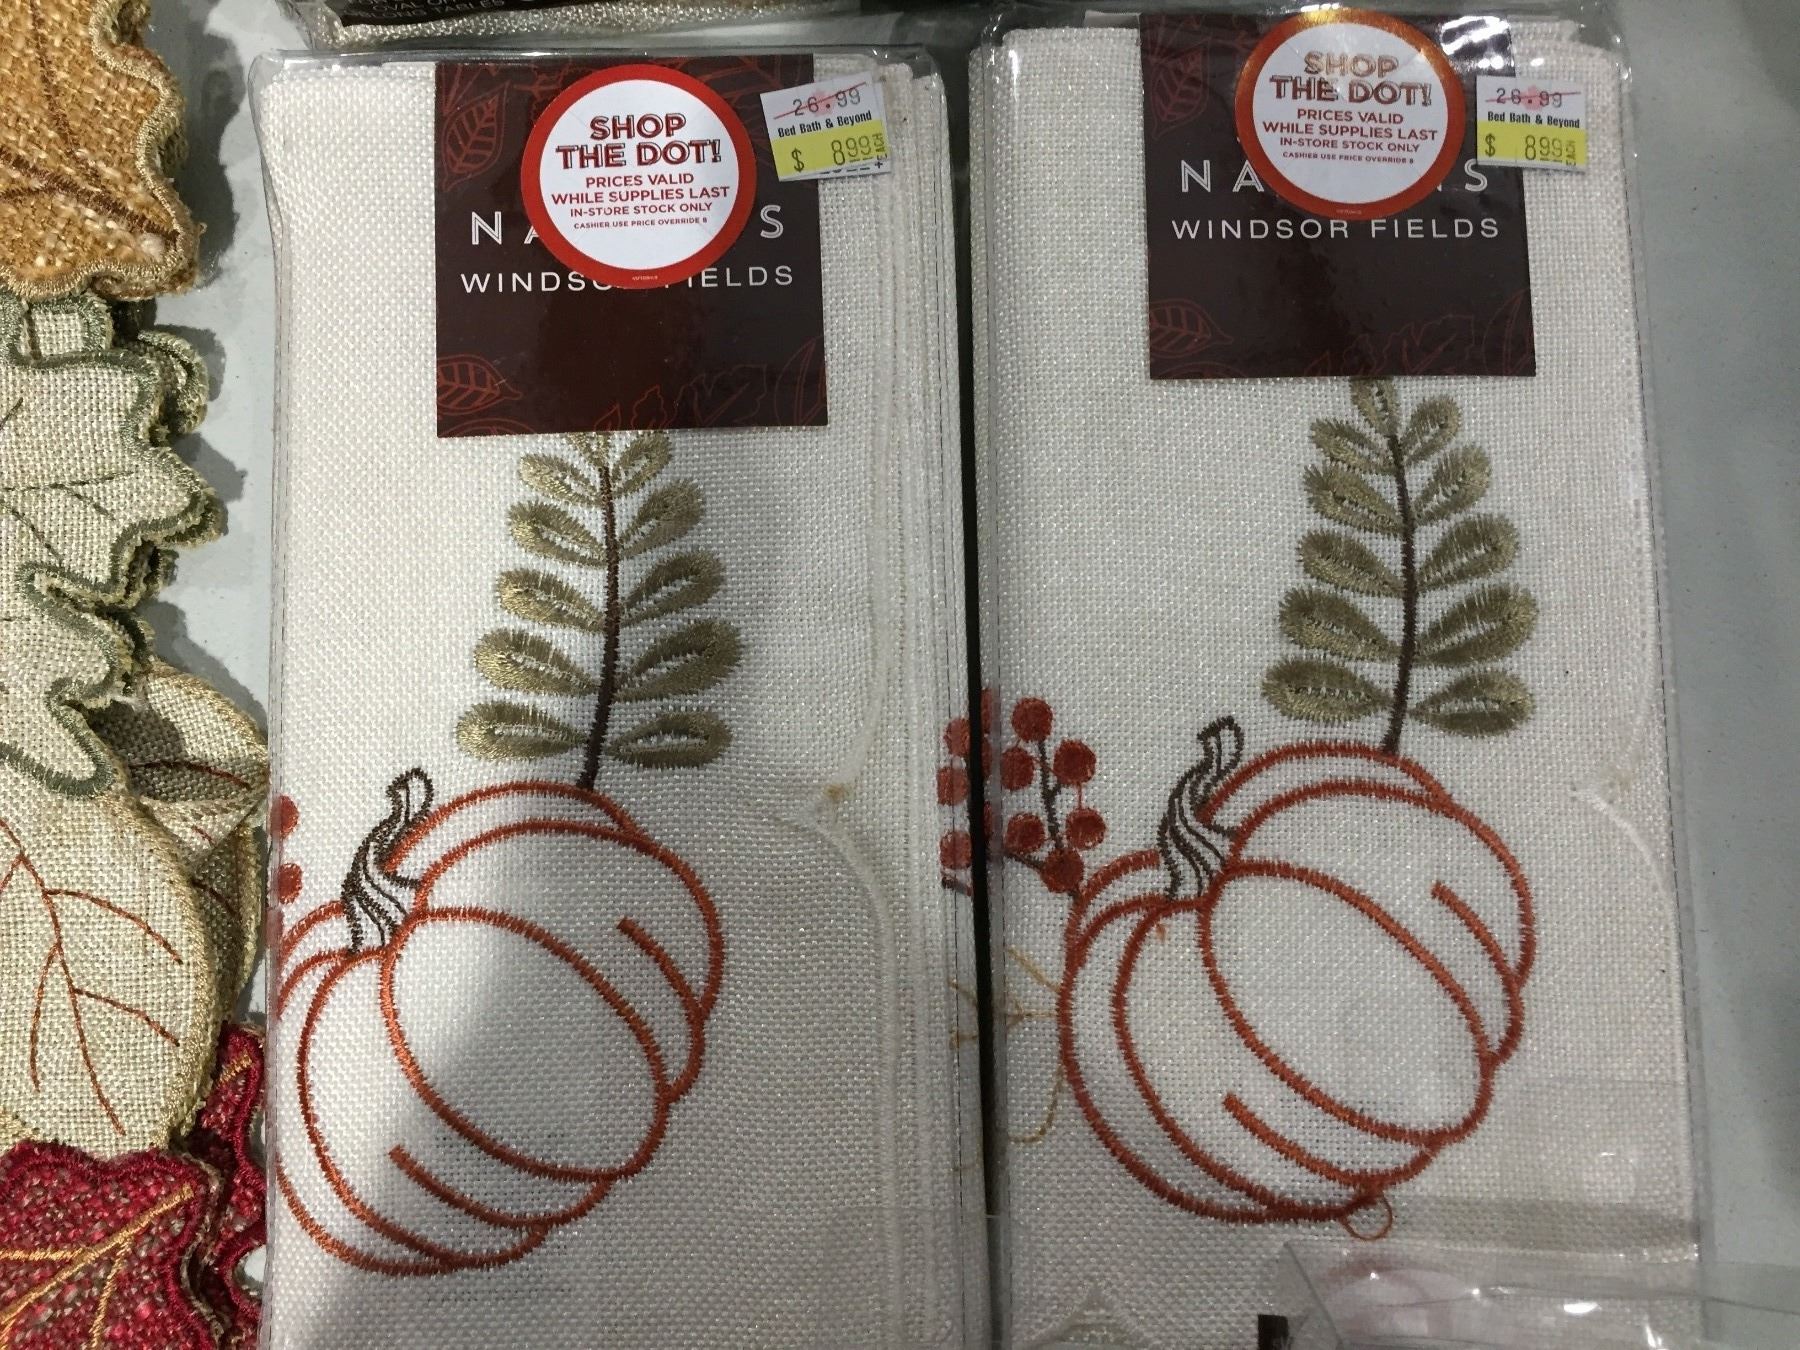 SHOP
THE DOT!
PRICES VALID
WHILE SUPPLIES LAST
IN-STORE STOCK ONLY
CASHIER USE PRICE OVERRIDE 8
26.99
Bed Bath & Beyond
$ 8.99
WINDSOR FIELDS
SHOP
THE DOT!
PRICES VALID
WHILE SUPPLIES LAST
IN-STORE STOCK ONLY
CASHIER USE PRICE OVERRIDE 8
26.99
Bed Bath & Beyond
$ 8.99 EACH
WINDSOR FIELDS